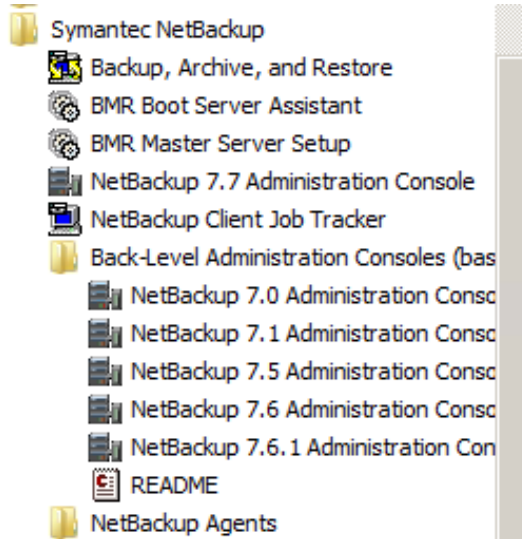 Symantec NetBackup
Backup, Archive, and Restore
BMR Boot Server Assistant
BMR Master Server Setup
NetBackup 7.7 Administration Console
NetBackup Client Job Tracker
Back-Level Administration Consoles (bas
NetBackup 7.0 Administration Conso
NetBackup 7.1 Administration Conso
NetBackup 7.5 Administration Conso
NetBackup 7.6 Administration Conso
NetBackup 7.6.1 Administration Con
README
NetBackup Agents